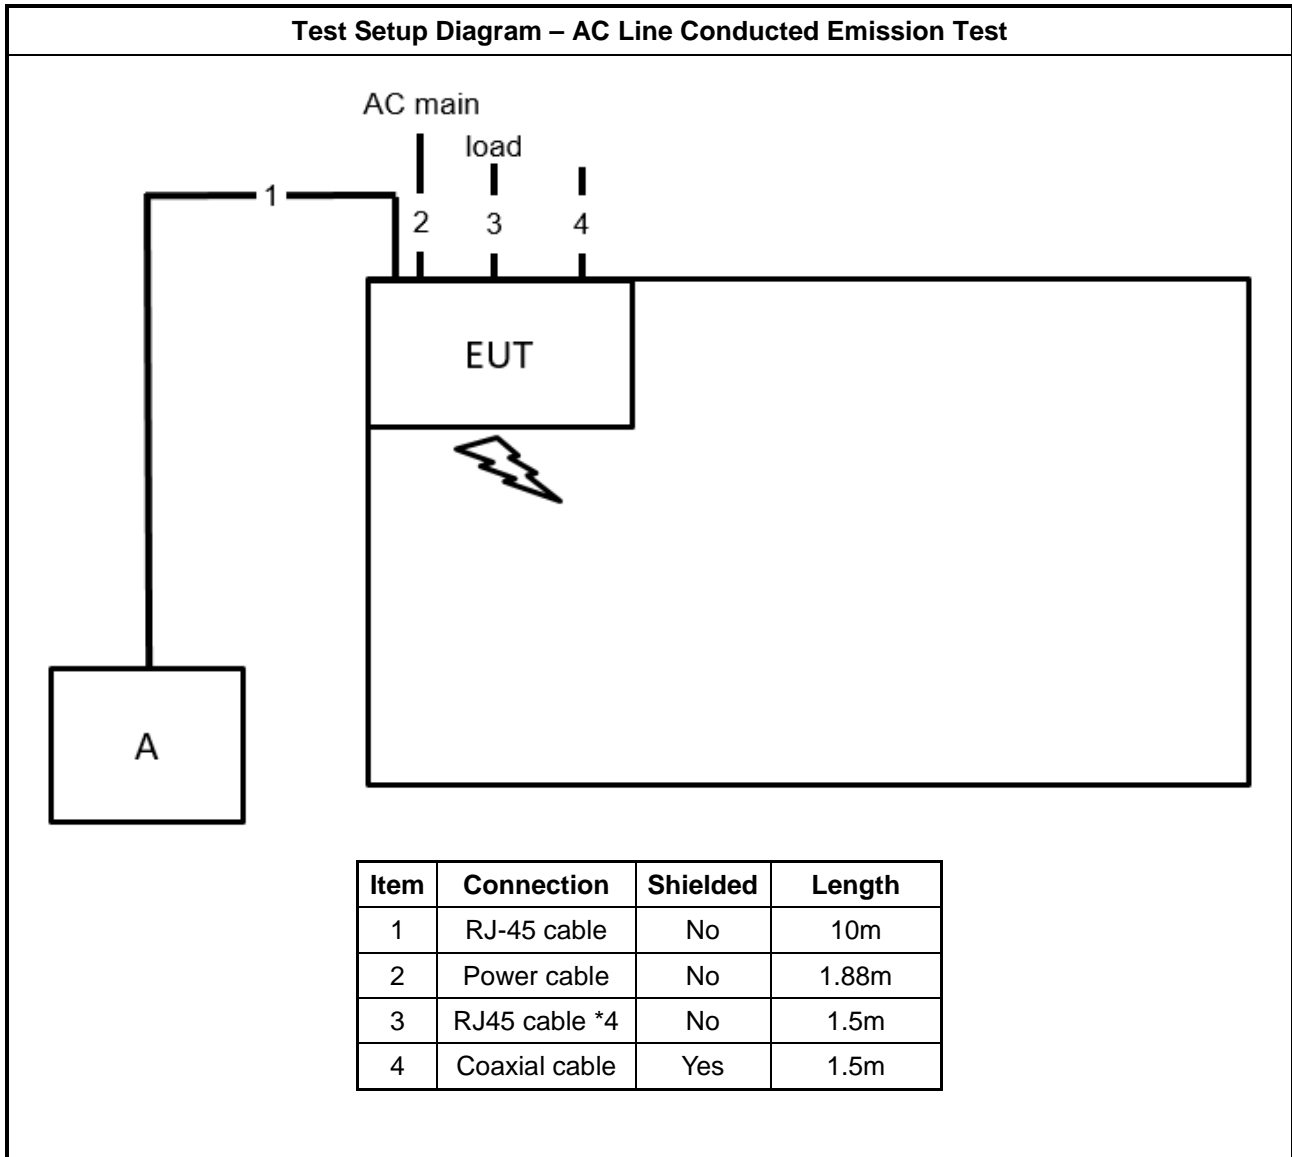 Test Setup Diagram – AC Line Conducted Emission Test
AC main
load
1
2 3 4
EUT
A
Item Connection Shielded Length
1 RJ-45 cable No 10m
2 Power cable No 1.88m
3 RJ45 cable *4 No 1.5m
4 Coaxial cable Yes 1.5m